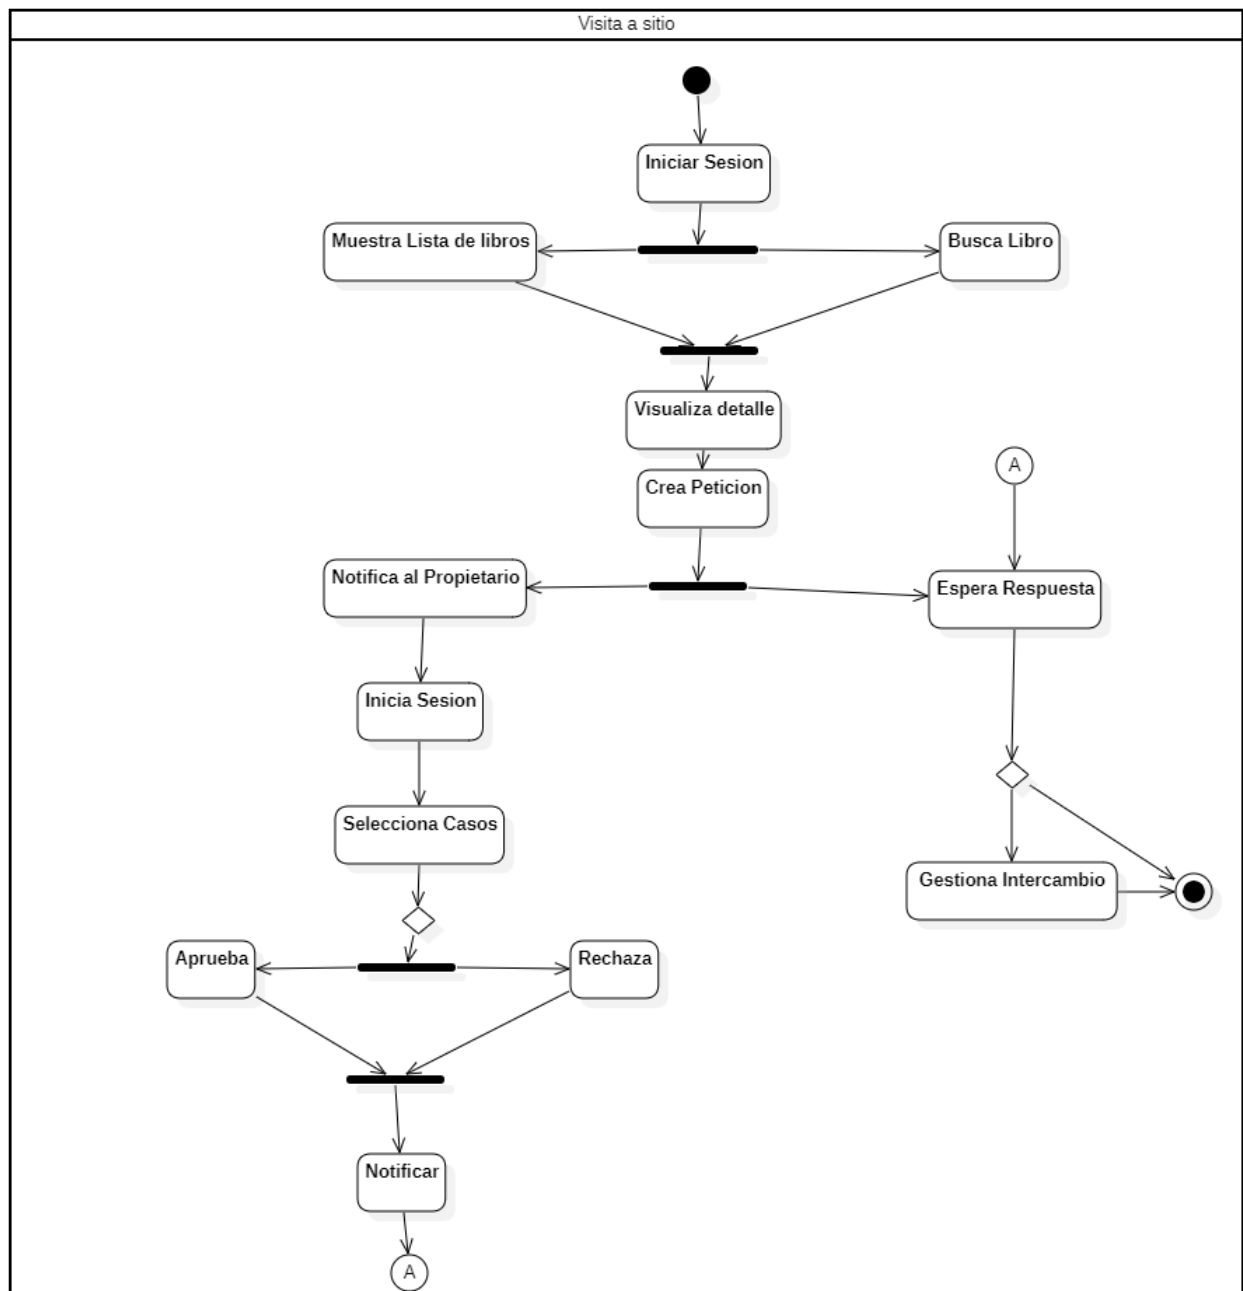 Visita a sitio
Iniciar Sesion
Muestra Lista de libros
Busca Libro
Visualiza detalle
Crea Peticion
A
Notifica al Propietario
Espera Respuesta
Inicia Sesion
Selecciona Casos
Gestiona Intercambio
Aprueba
Rechaza
Notificar
A